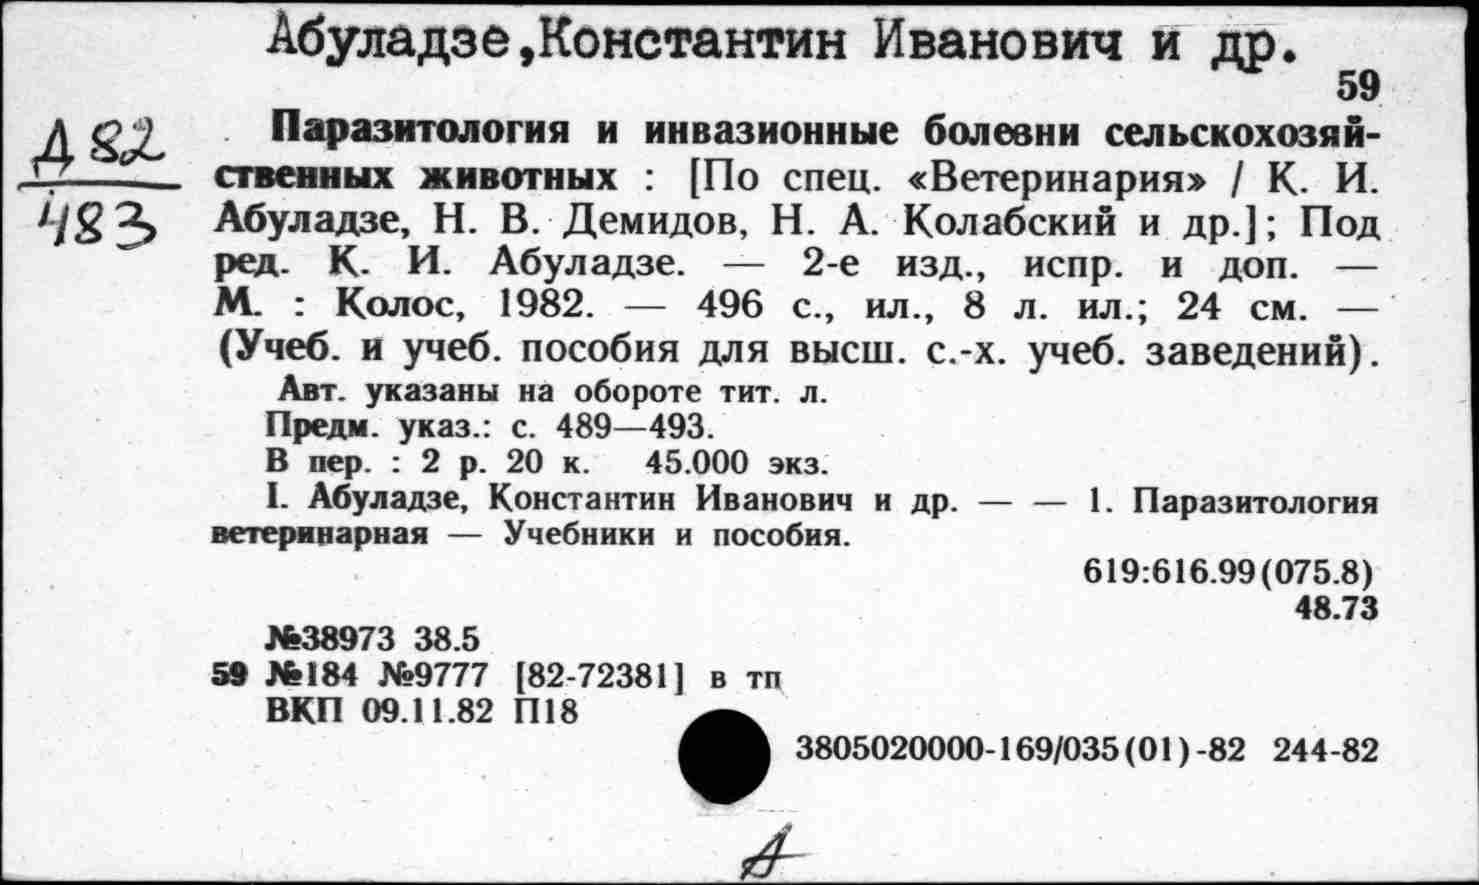 Абуладзе,Константин Иванович и др.
59
Д 82
483
Паразитология и инвазионные болезни сельскохозяй-
ственных животных : [По спец. «Ветеринария» / К. И.
Абуладзе, Н. В. Демидов, Н. А. Колабский и др.]; Под
ред. К. И. Абуладзе. — 2-е изд., испр. и доп. —
М. : Колос, 1982. — 496 с., ил., 8 л. ил.; 24 см. —
(Учеб. и учеб. пособия для высш. с.-х. учеб. заведений).
Авт. указаны на обороте тит. л.
Предм. указ.: с. 489—493.
В пер. : 2 р. 20 к. 45.000 экз.
I. Абуладзе, Константин Иванович и др. — — 1. Паразитология
ветеринарная — Учебники и пособия.
619:616.99(075.8)
48.73
№38973 38.5
59 №184 №9777 [82-72381] в тп
ВКП 09.11.82 П18
3805020000-169/035(01)-82 244-82
А